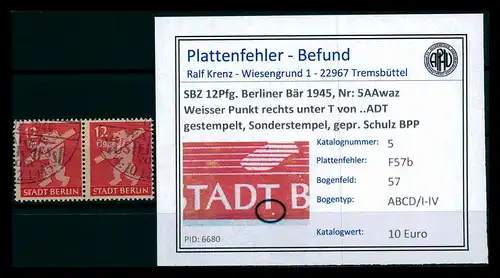 Plattenfehler - Befund
Ralf Krenz - Wiesengrund 1 - 22967 Tremsbüttel
SBZ 12Pfg. Berliner Bär 1945, Nr: 5AAwaz
Weisser Punkt rechts unter T von ..ADT
gestempelt, Sonderstempel, gepr. Schulz BPP
Katalognummer: 5
Plattenfehler: F57b
Bogenfeld: 57
Bogentyp: ABCD/I-IV
Katalogwert: 10 Euro
PID: 6680
STADT B
12 12
STADT BERLIN STADT BERLIN